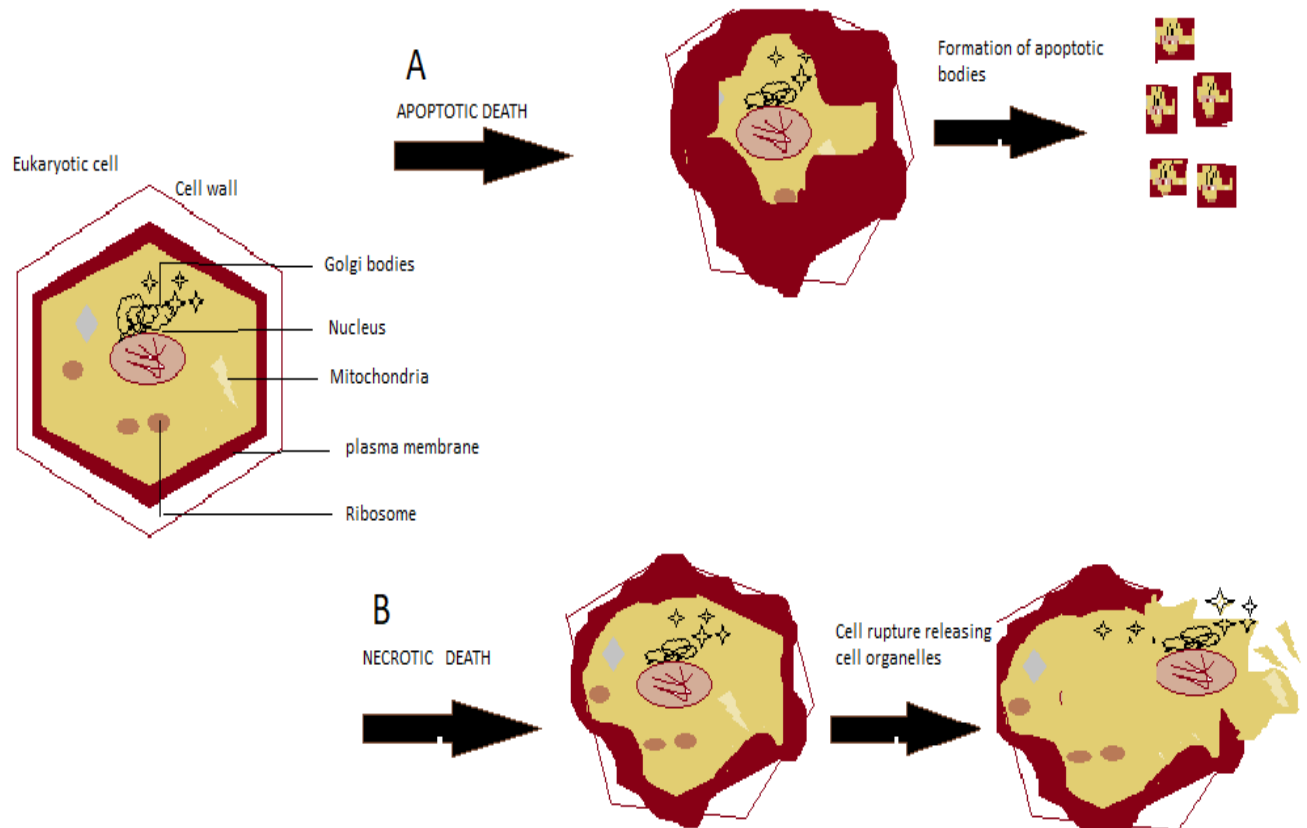 A
APOPTOTIC DEATH
Formation of apoptotic
bodies
Eukaryotic cell
Cell wall
Golgi bodies
Nucleus
Mitochondria
plasma membrane
Ribosome
B
NECROTIC DEATH
Cell rupture releasing
cell organelles